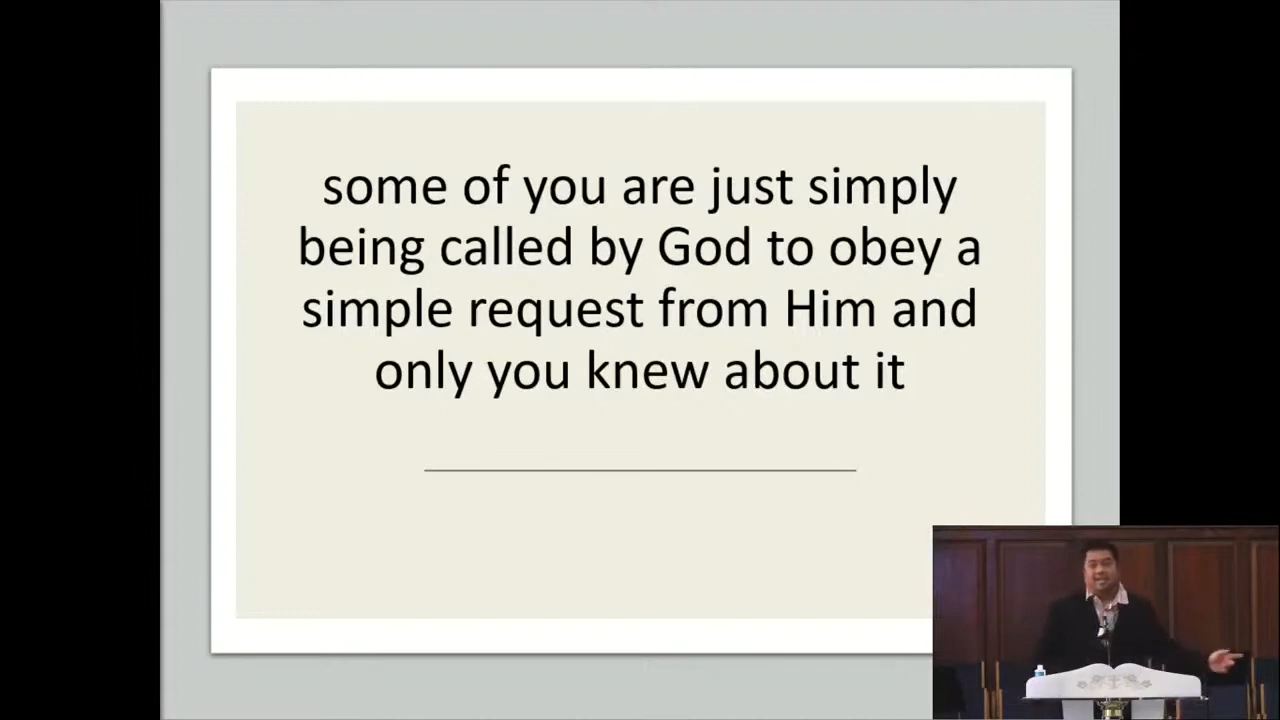 some of you are just simply
being called by God to obey a
simple request from Him and
only you knew about it